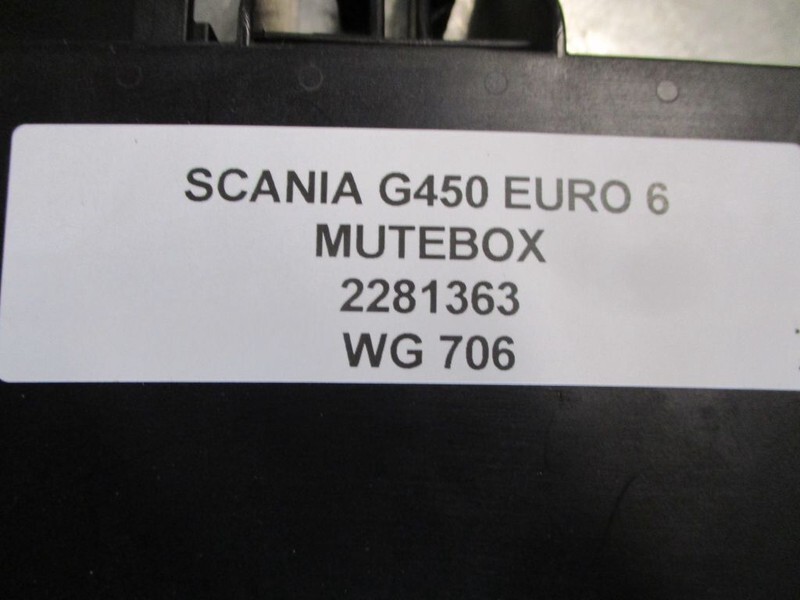 SCANIA G450 EURO 6
MUTEBOX
2281363
WG 706